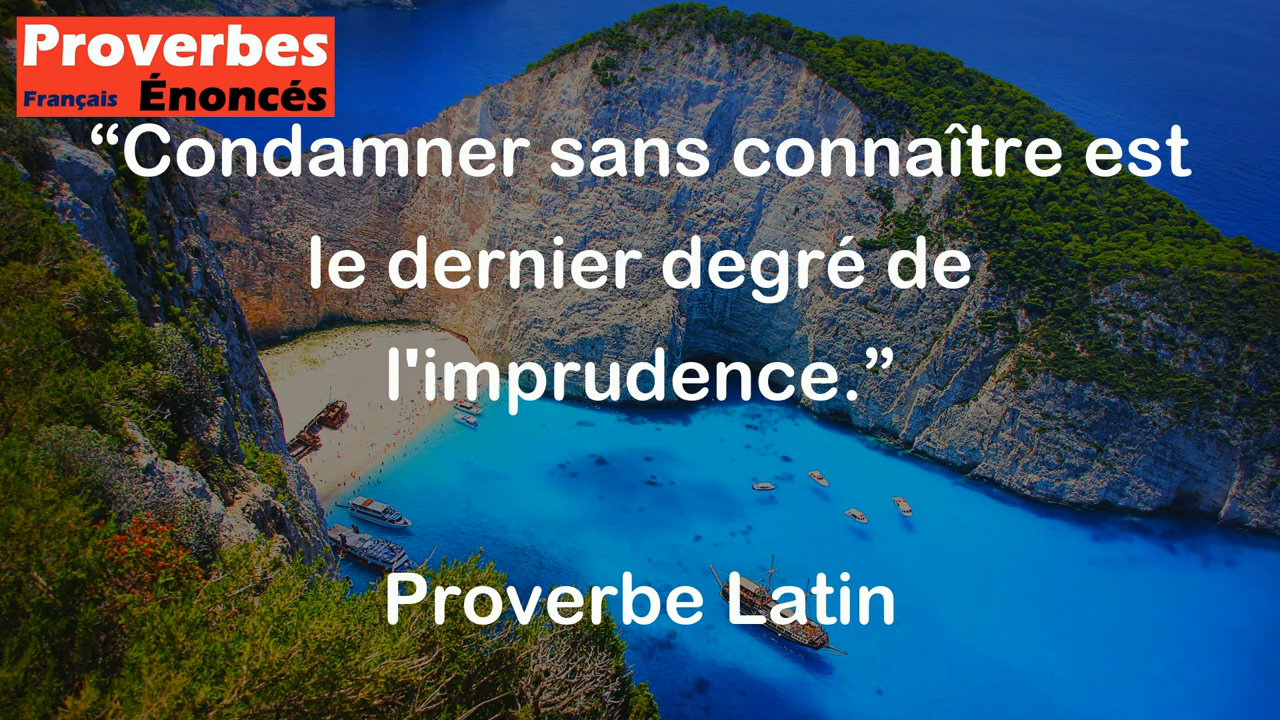 Proverbes
Français Énoncés
“Condamner sans connaître est
le dernier degré de
l'imprudence.”
Proverbe Latin